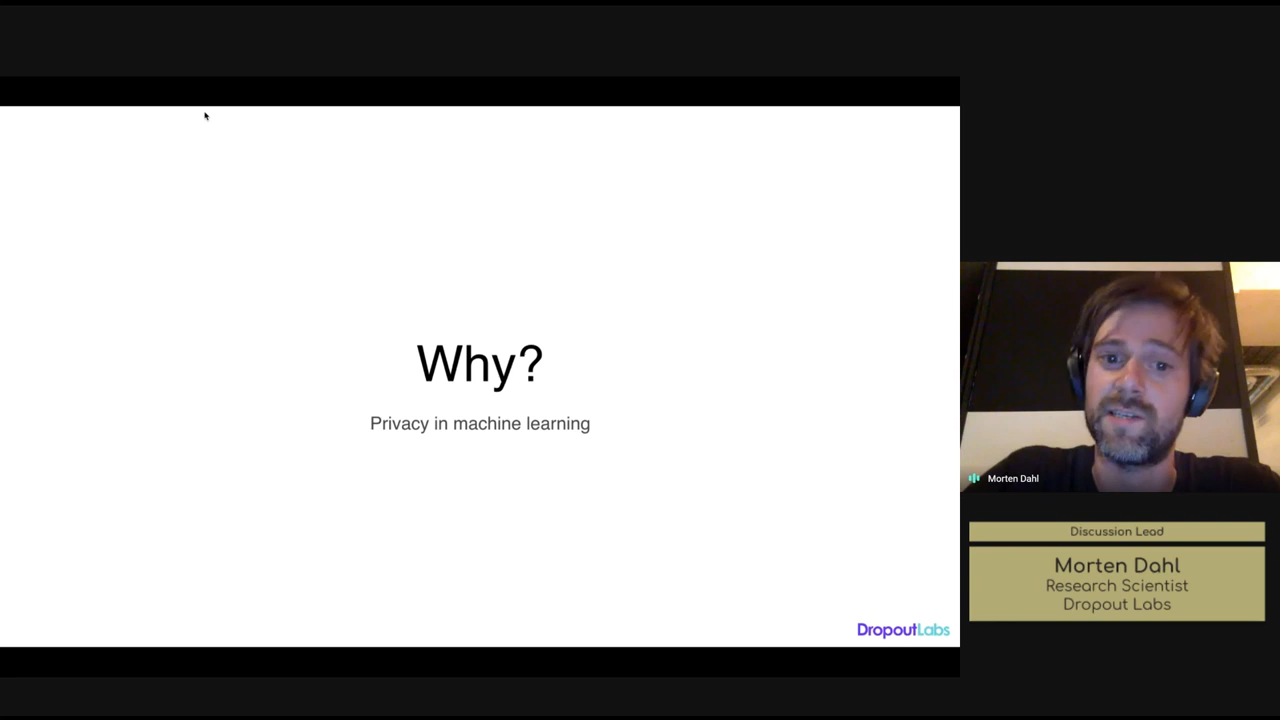 Why?
Privacy in machine learning
DropoutLabs
Morten Dahl
Discussion Lead
Morten Dahl
Research Scientist
Dropout Labs